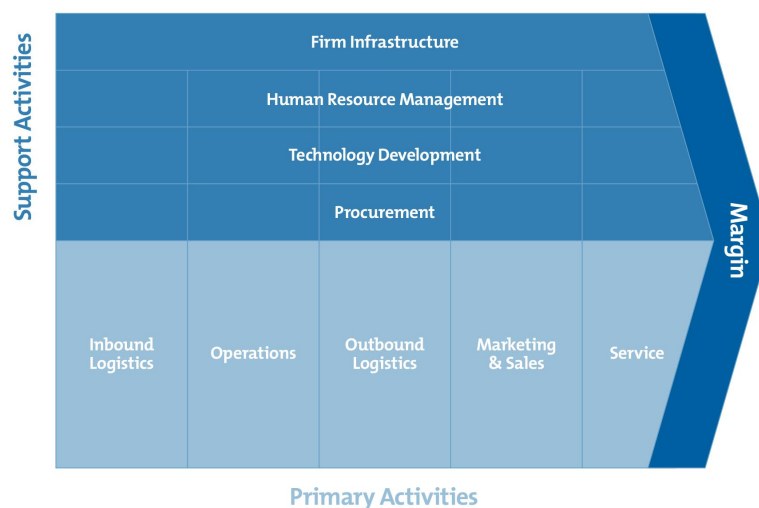 Support Activities
Firm Infrastructure
Human Resource Management
Technology Development
Procurement
Margin
Inbound
Logistics
Operations
Outbound
Logistics
Marketing
& Sales
Service
Primary Activities